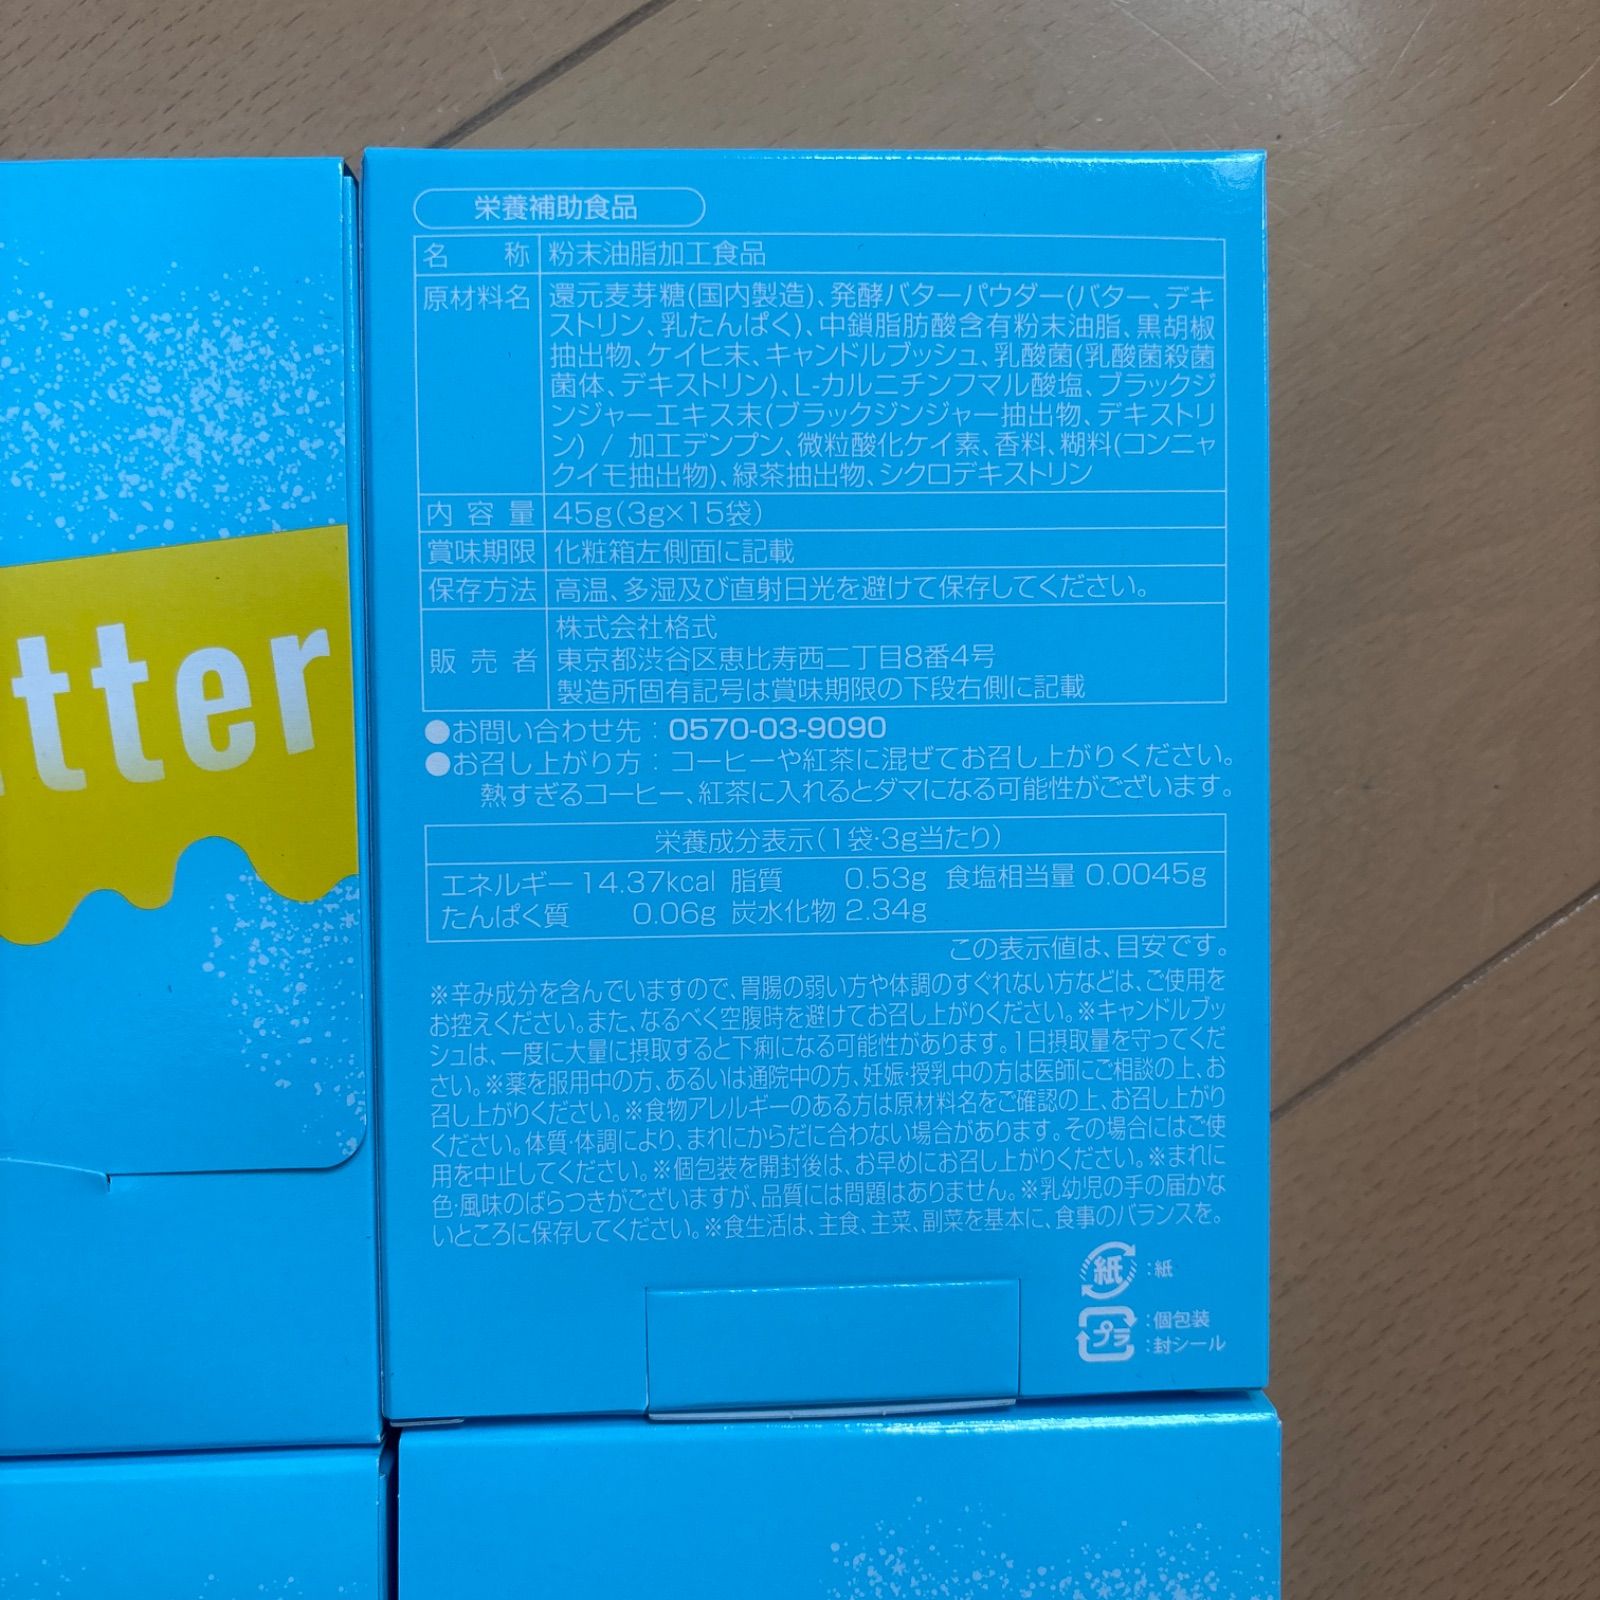 tter
栄養補助食品
名称 粉末油脂加工食品
原材料名 還元麦芽糖(国内製造)、発酵バターパウダー(バター、デキ
ストリン、乳たんぱく)、中鎖脂肪酸含有粉末油脂、黒胡椒
抽出物、ケイヒ末、キャンドルブッシュ、乳酸菌(乳酸菌殺菌
菌体、デキストリン)、L-カルニチンフマル酸塩、ブラックジ
ンジャーエキス末(ブラックジンジャー抽出物、デキストリ
ン) / 加工デンプン、微粒酸化ケイ素、香料、糊料(コンニャ
クイモ抽出物)、緑茶抽出物、シクロデキストリン
内容量 45g(3g×15袋)
賞味期限 化粧箱左側面に記載
保存方法 高温、多湿及び直射日光を避けて保存してください。
販売者 株式会社格式
東京都渋谷区恵比寿西二丁目8番4号
製造所固有記号は賞味期限の下段右側に記載
●お問い合わせ先：0570-03-9090
●お召し上がり方：コーヒーや紅茶に混ぜてお召し上がりください。
熱すぎるコーヒー、紅茶に入れるとダマになる可能性がございます。
栄養成分表示(1袋·3g当たり)
エネルギー 14.37kcal 脂質 0.53g 食塩相当量 0.0045g
たんぱく質 0.06g 炭水化物 2.34g
この表示値は、目安です。
※辛み成分を含んでいますので、胃腸の弱い方や体調のすぐれない方などは、ご使用を
お控えください。また、なるべく空腹時を避けてお召し上がりください。※キャンドルブッ
シュは、一度に大量に摂取すると下痢になる可能性があります。1日摂取量を守ってくだ
さい。※薬を服用中の方、あるいは通院中の方、妊娠·授乳中の方は医師にご相談の上、お
召し上がりください。※食物アレルギーのある方は原材料名をご確認の上、お召し上がり
ください。体質·体調により、まれにからだに合わない場合があります。その場合にはご使
用を中止してください。※個包装を開封後は、お早めにお召し上がりください。※まれに
色·風味のばらつきがございますが、品質には問題はありません。※乳幼児の手の届かな
いところに保存してください。※食生活は、主食、主菜、副菜を基本に、食事のバランスを。
紙 ：紙
プラ ：個包装
：封シール